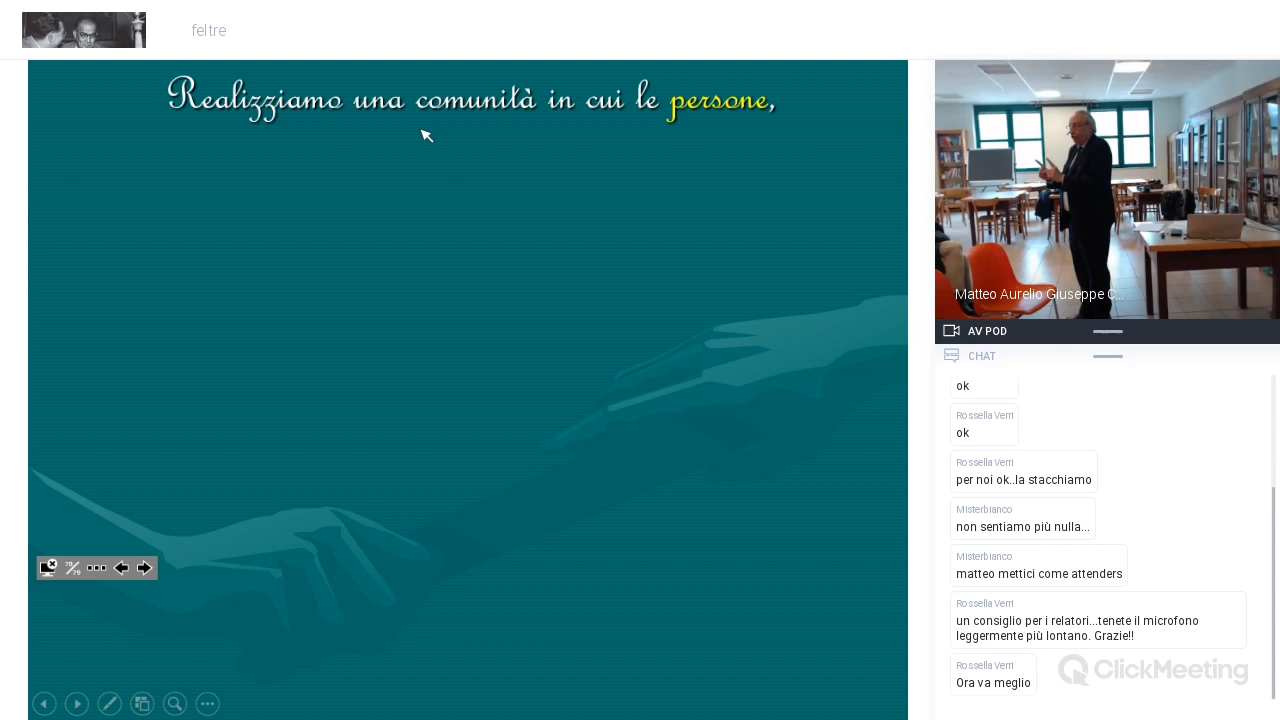 feltre
Realizziamo una comunità in cui le persone,
78/79
Matteo Aurelio Giuseppe C...
AV POD
CHAT
ok
Rossella Verri
ok
Rossella Verri
per noi ok..la stacchiamo
Misterbianco
non sentiamo più nulla...
Misterbianco
matteo mettici come attenders
Rossella Verri
un consiglio per i relatori...tenete il microfono
leggermente più lontano. Grazie!!
Rossella Verri
Ora va meglio
ClickMeeting